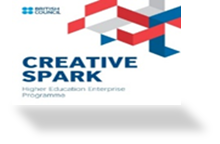 BRITISH
COUNCIL
CREATIVE
SPARK
Higher Education Enterprise
Programme